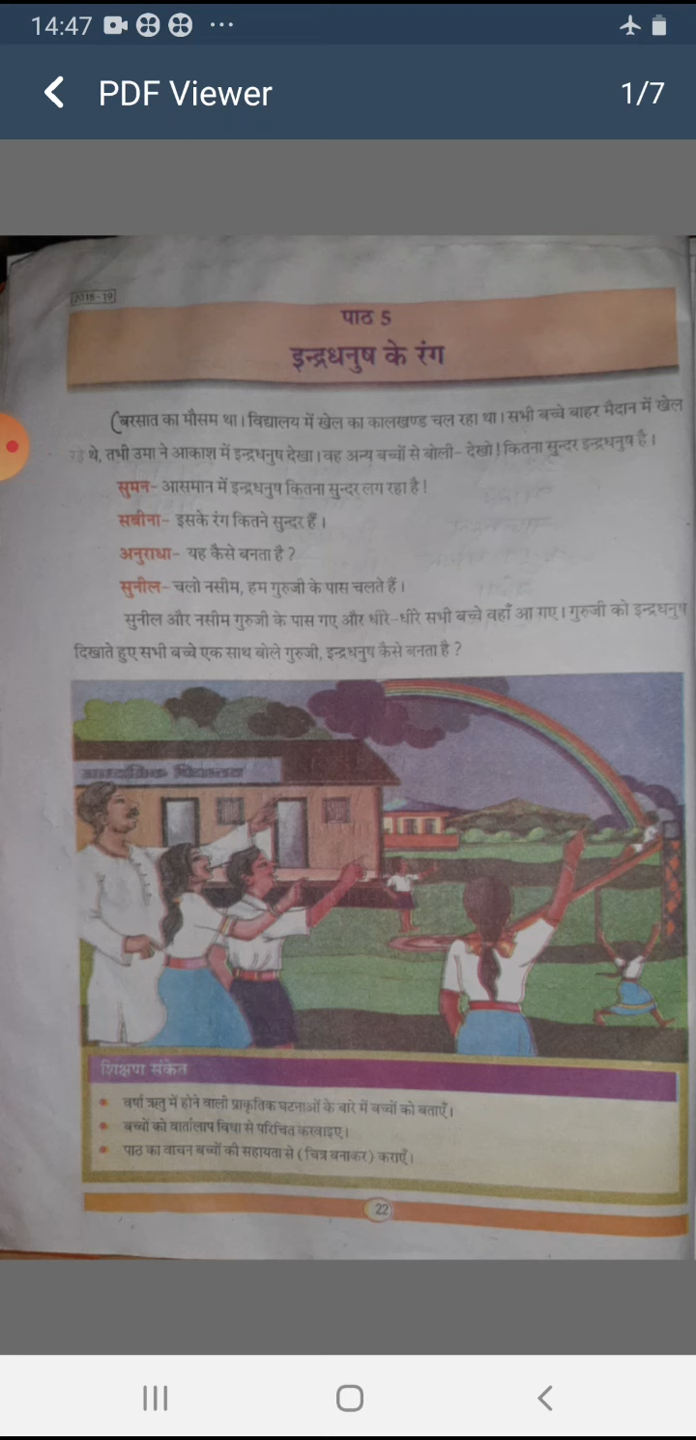 14:47
PDF Viewer
1/7
2018-19
पाठ 5
इन्द्रधनुष के रंग
(बरसात का मौसम था। विद्यालय में खेल का कालखण्ड चल रहा था। सभी बच्चे बाहर मैदान में खेल
रहे थे, तभी उमा ने आकाश में इन्द्रधनुष देखा। वह अन्य बच्चों से बोली- देखो! कितना सुन्दर इन्द्रधनुष है।
सुमन- आसमान में इन्द्रधनुष कितना सुन्दर लग रहा है!
सबीना- इसके रंग कितने सुन्दर हैं।
अनुराधा- यह कैसे बनता है?
सुनील- चलो नसीम, हम गुरुजी के पास चलते हैं।
सुनील और नसीम गुरुजी के पास गए और धीरे-धीरे सभी बच्चे वहाँ आ गए। गुरुजी को इन्द्रधनुष
दिखाते हुए सभी बच्चे एक साथ बोले गुरुजी, इन्द्रधनुष कैसे बनता है?
शिक्षण संकेत
वर्षा ऋतु में होने वाली प्राकृतिक घटनाओं के बारे में बच्चों को बताएँ।
बच्चों को वार्तालाप विधा से परिचित करवाइए।
पाठ का वाचन बच्चों की सहायता से (चित्र बनाकर) कराएँ।
22